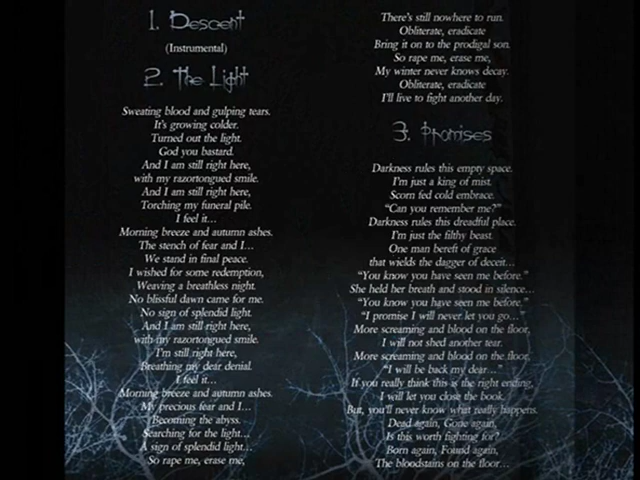 1. Descent
(Instrumental)
2. The Light
Sweating blood and gulping tears.
It's growing colder.
Turned out the light.
God you bastard.
And I am still right here,
with my razortongued smile.
And I am still right here,
Torching my funeral pile.
I feel it...
Morning breeze and autumn ashes.
The stench of fear and I...
We stand in final peace.
I wished for some redemption,
Weaving a breathless night.
No blissful dawn came for me.
No sign of splendid light.
And I am still right here,
with my razortongued smile.
I'm still right here,
Breathing my dear denial.
I feel it...
Morning breeze and autumn ashes.
My precious fear and I...
Becoming the abyss.
Searching for the light...
A sign of splendid light...
So rape me, erase me,
There's still nowhere to run.
Obliterate, eradicate
Bring it on to the prodigal son.
So rape me, erase me,
My winter never knows decay.
Obliterate, eradicate
I'll live to fight another day.
3. Promises
Darkness rules this empty space.
I'm just a king of mist.
Scorn fed cold embrace.
“Can you remember me?”
Darkness rules this dreadful place.
I'm just the filthy beast.
One man bereft of grace
that wields the dagger of deceit...
“You know you have seen me before.”
She held her breath and stood in silence...
“You know you have seen me before.”
“I promise I will never let you go...”
More screaming and blood on the floor,
I will not shed another tear.
More screaming and blood on the floor,
“I will be back my dear...”
If you really think this is the right ending,
I will let you close the book.
But, you'll never know what really happens.
Dead again, Gone again,
Is this worth fighting for?
Born again, Found again,
The bloodstains on the floor...